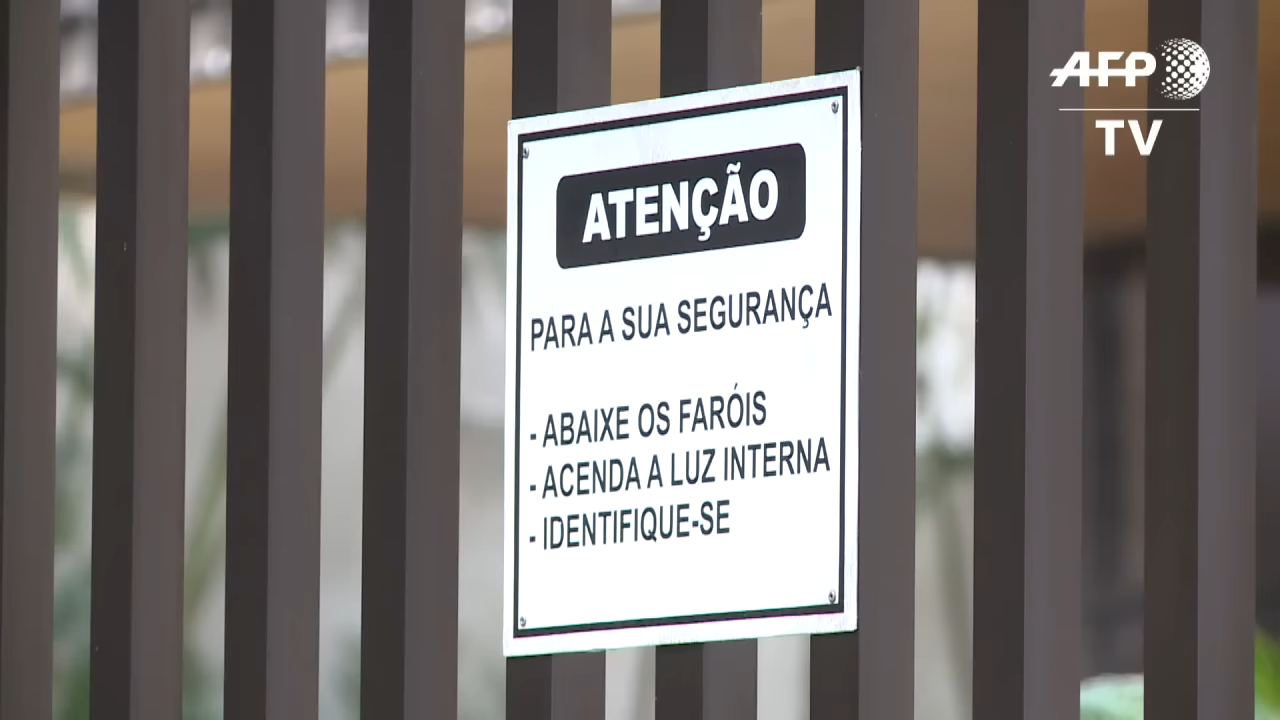 AFP
TV
ATENÇÃO
PARA A SUA SEGURANÇA
- ABAIXE OS FARÓIS
- ACENDA A LUZ INTERNA
- IDENTIFIQUE-SE